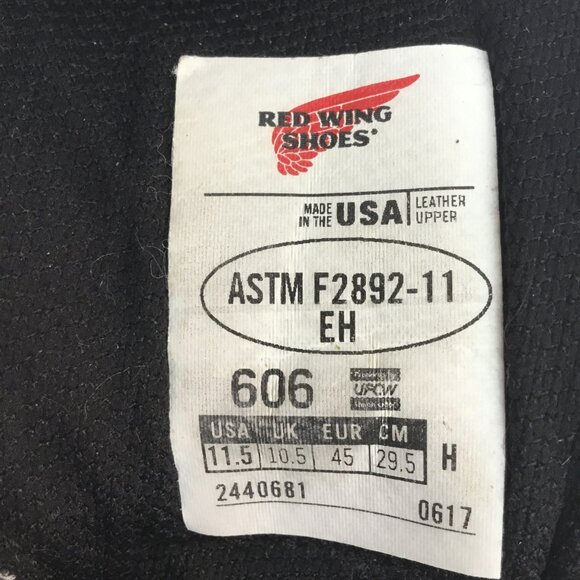 RED WING
SHOES®
MADE IN THE USA LEATHER UPPER
ASTM F2892-11
EH
606 UFCW
USA UK EUR CM
11.5 10.5 45 29.5 H
2440681
0617